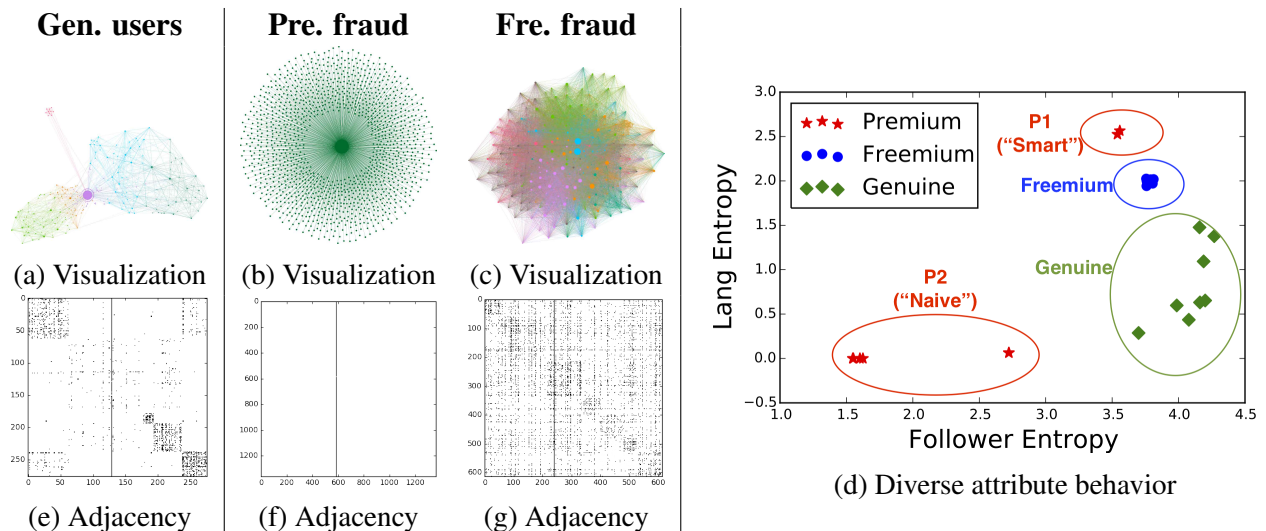 Gen. users
Pre. fraud
Fre. fraud
(a) Visualization
(b) Visualization
(c) Visualization
0
50
100
150
200
250
0 50 100 150 200 250
0
200
400
600
800
1000
1200
0 200 400 600 800 1000 1200
0
100
200
300
400
500
600
0 100 200 300 400 500 600
(e) Adjacency
(f) Adjacency
(g) Adjacency
Lang Entropy
3.0
2.5
2.0
1.5
1.0
0.5
0.0
−0.5
Premium
Freemium
Genuine
P1
("Smart")
Freemium
Genuine
P2
("Naive")
1.0 1.5 2.0 2.5 3.0 3.5 4.0 4.5
Follower Entropy
(d) Diverse attribute behavior